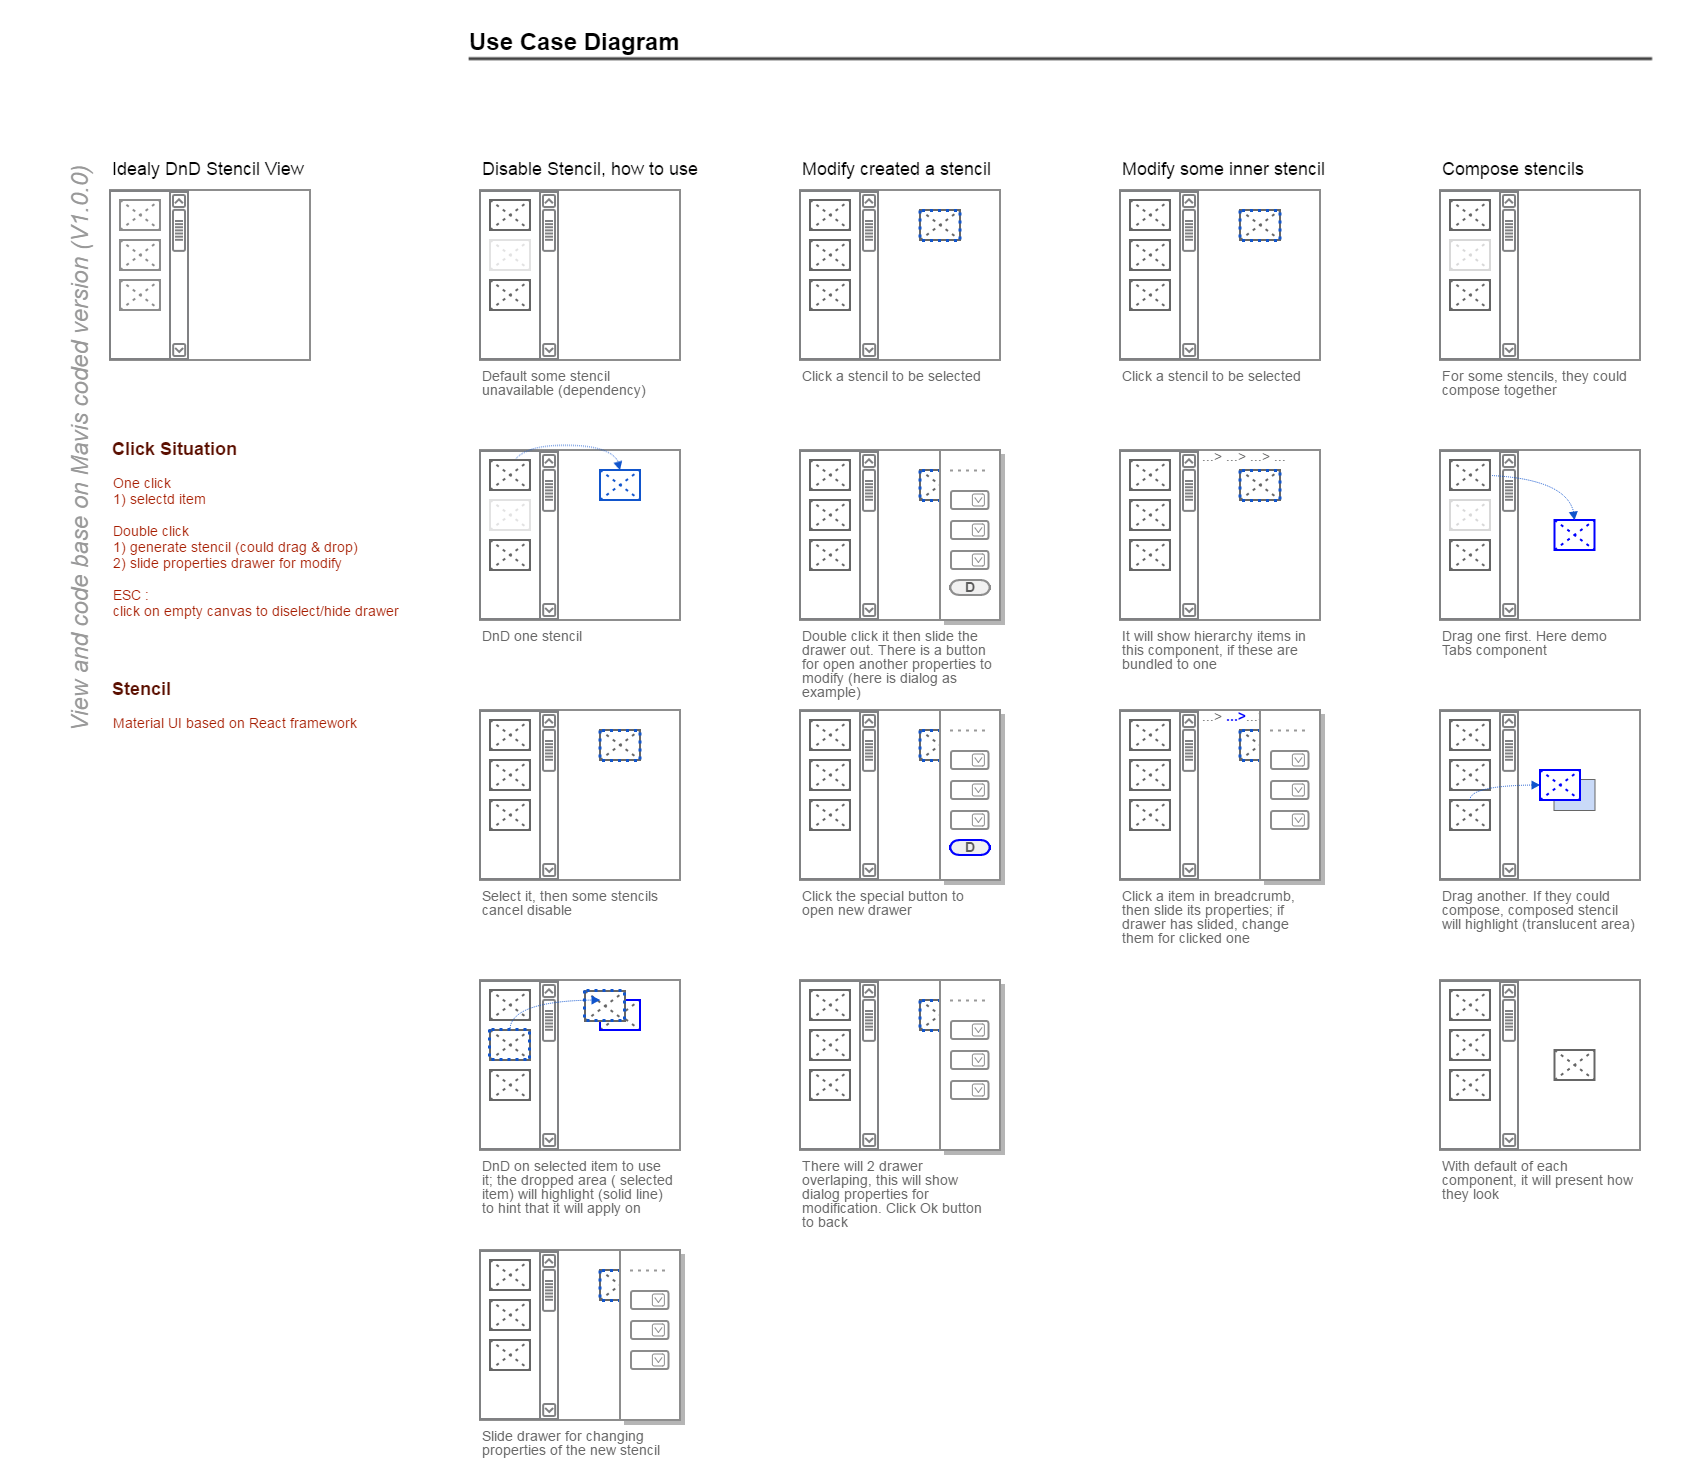 Use Case Diagram
View and code base on Mavis coded version (V1.0.0)
Idealy DnD Stencil View
Click Situation
One click
1) selectd item
Double click
1) generate stencil (could drag & drop)
2) slide properties drawer for modify
ESC :
click on empty canvas to diselect/hide drawer
Stencil
Material UI based on React framework
Disable Stencil, how to use
Default some stencil
unavailable (dependency)
DnD one stencil
Select it, then some stencils
cancel disable
DnD on selected item to use
it; the dropped area ( selected
item) will highlight (solid line)
to hint that it will apply on
Slide drawer for changing
properties of the new stencil
Modify created a stencil
Click a stencil to be selected
D
Double click it then slide the
drawer out. There is a button
for open another properties to
modify (here is dialog as
example)
D
Click the special button to
open new drawer
There will 2 drawer
overlaping, this will show
dialog properties for
modification. Click Ok button
to back
Modify some inner stencil
Click a stencil to be selected
...> ...> ...> ...
It will show hierarchy items in
this component, if these are
bundled to one
...> ...>...
Click a item in breadcrumb,
then slide its properties; if
drawer has slided, change
them for clicked one
Compose stencils
For some stencils, they could
compose together
Drag one first. Here demo
Tabs component
Drag another. If they could
compose, composed stencil
will highlight (translucent area)
With default of each
component, it will present how
they look